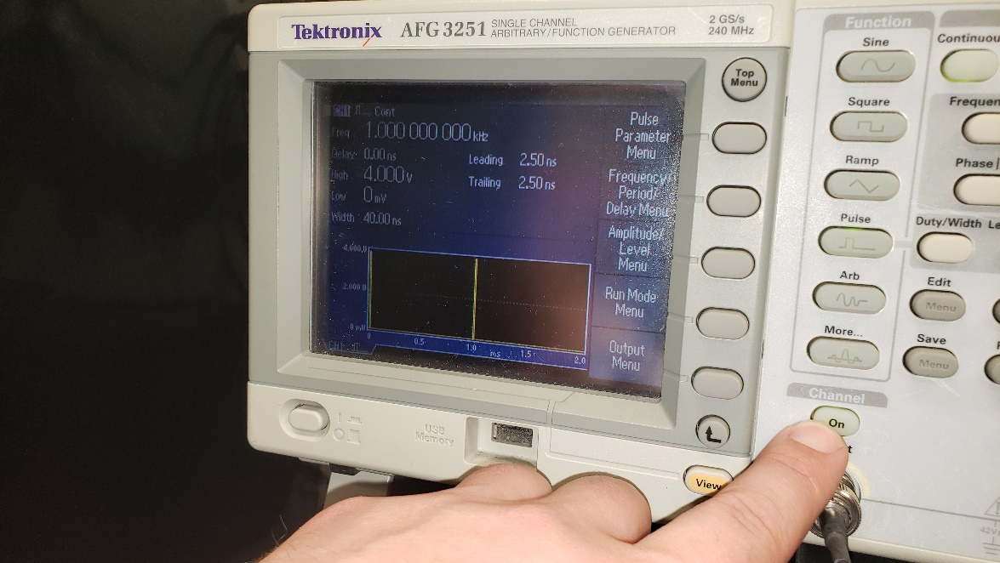 Tektronix AFG 3251 SINGLE CHANNEL
ARBITRARY/FUNCTION GENERATOR
2 GS/s
240 MHz
CH1 Cont
Freq 1.000 000 000 kHz
Delay 0.00 ns
High 4.000 V
Low 0 mV
Width 40.00 ns
Leading 2.50 ns
Trailing 2.50 ns
4.000 V
2.000 V
0 mV
0 0.5 1.0 ms 1.5 2.0
CH1
Pulse
Parameter
Menu
Frequency/
Period/
Delay Menu
Amplitude/
Level
Menu
Run Mode
Menu
Output
Menu
Top
Menu
USB
Memory
View
Function
Sine
Square
Ramp
Pulse
Arb
More...
Channel
On
Continuou
Frequen
Phase
Duty/Width Le
Edit
Menu
Save
Menu
42V